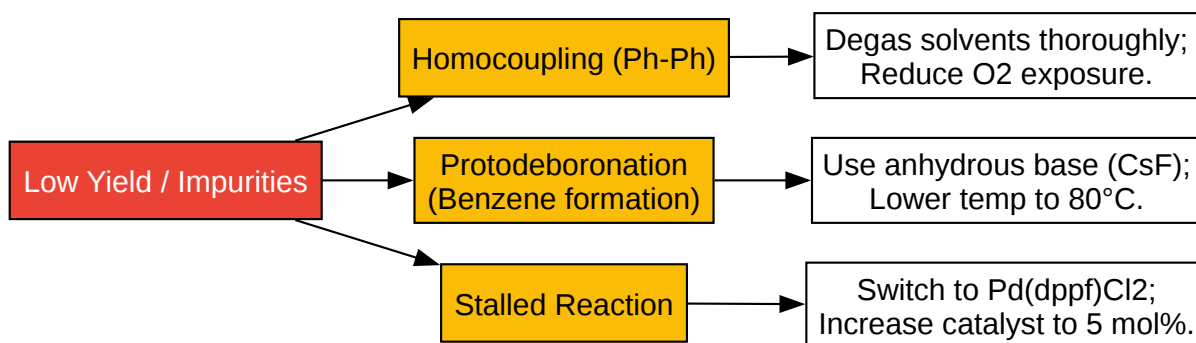 Low Yield / Impurities
Homocoupling (Ph-Ph)
Degas solvents thoroughly;
Reduce O2 exposure.
Protodeboronation
(Benzene formation)
Use anhydrous base (CsF);
Lower temp to 80°C.
Stalled Reaction
Switch to Pd(dppf)Cl2;
Increase catalyst to 5 mol%.